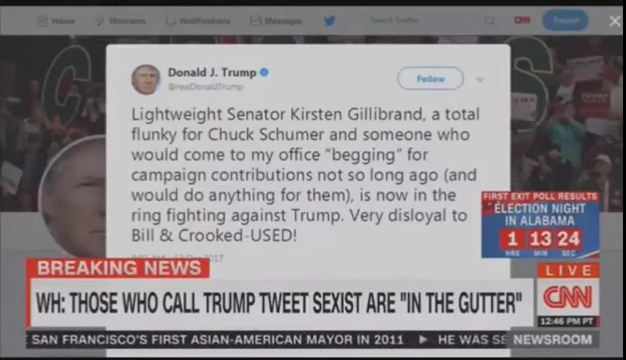 Home
Moments
Notifications
Messages
Search Twitter
CNN
Tweet
Donald J. Trump
@realDonaldTrump
Follow
Lightweight Senator Kirsten Gillibrand, a total
flunky for Chuck Schumer and someone who
would come to my office "begging" for
campaign contributions not so long ago (and
would do anything for them), is now in the
ring fighting against Trump. Very disloyal to
Bill & Crooked-USED!
FIRST EXIT POLL RESULTS
ELECTION NIGHT
IN ALABAMA
1 13 24
HRS MIN SEC
BREAKING NEWS
WH: THOSE WHO CALL TRUMP TWEET SEXIST ARE "IN THE GUTTER"
LIVE
CNN
12:46 PM PT
SAN FRANCISCO'S FIRST ASIAN-AMERICAN MAYOR IN 2011 ▶ HE WAS
NEWSROOM